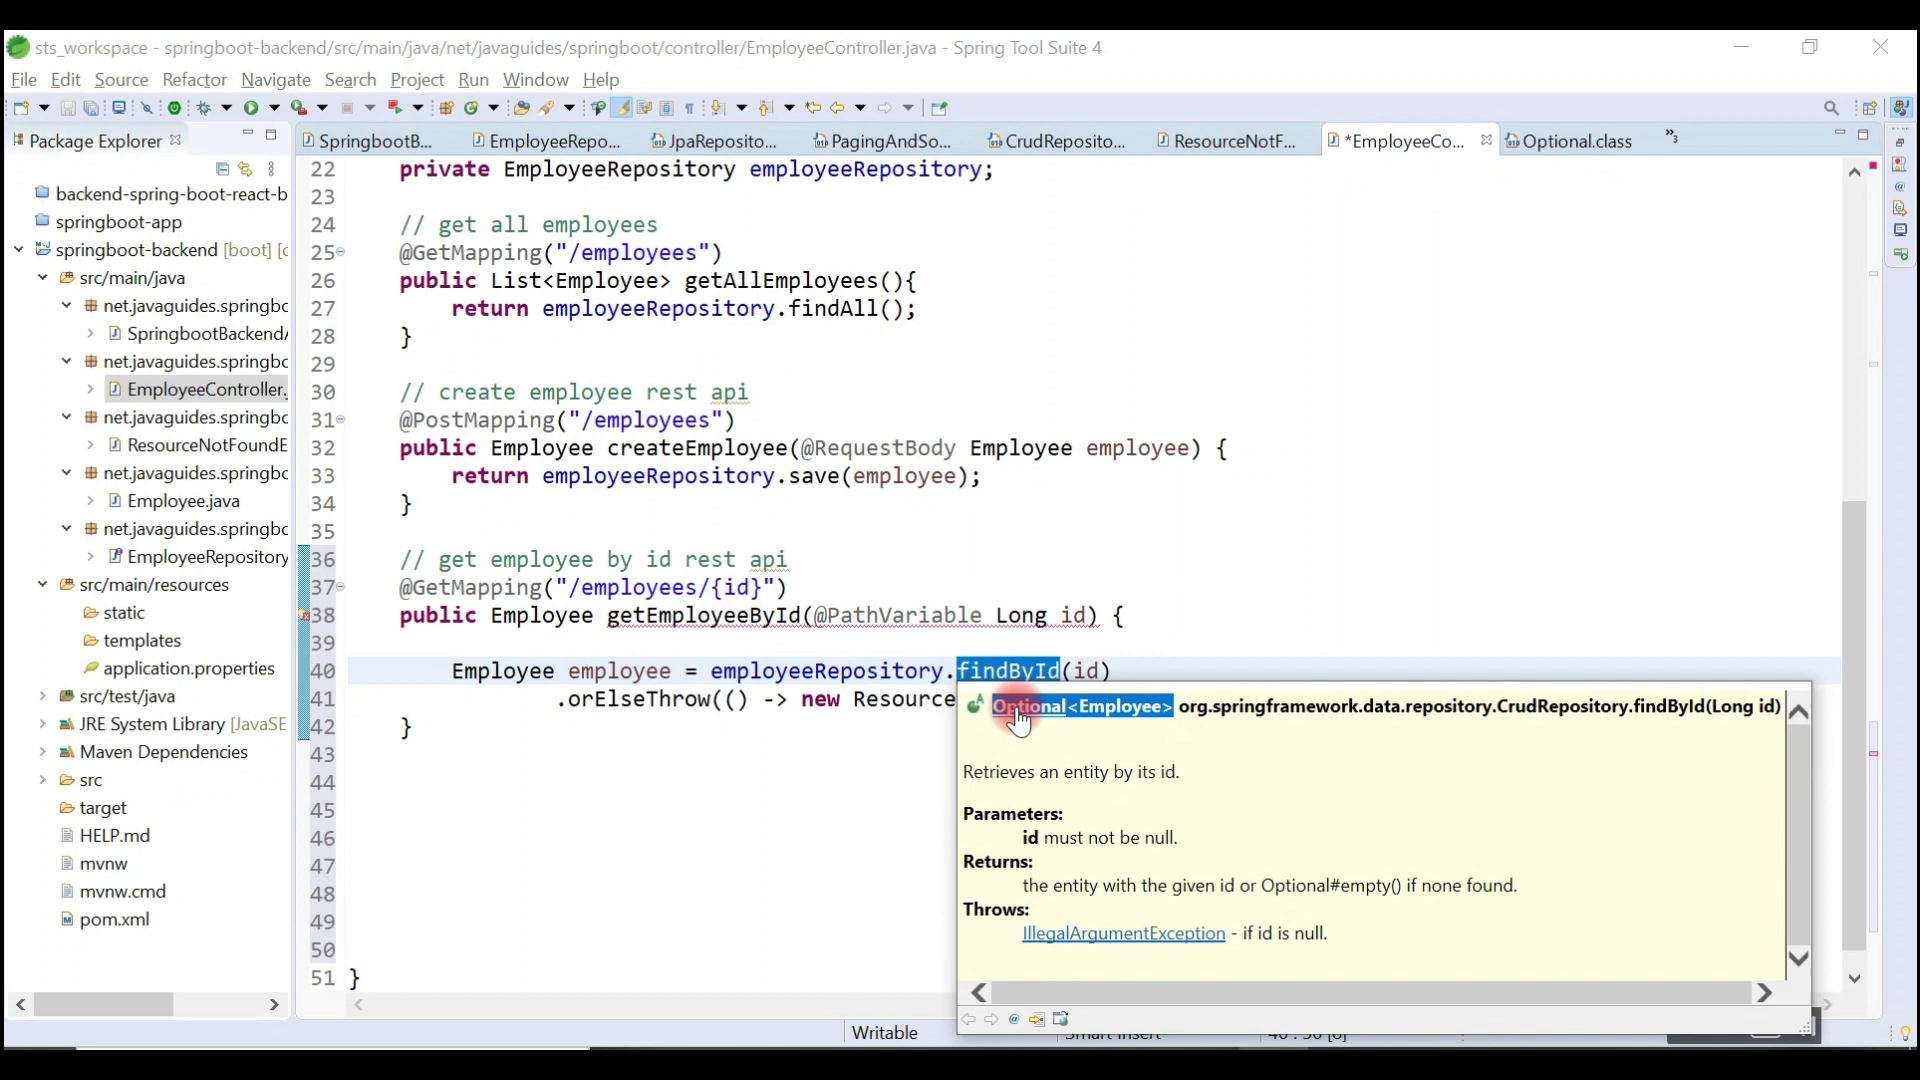 sts_workspace - springboot-backend/src/main/java/net/javaguides/springboot/controller/EmployeeController.java - Spring Tool Suite 4
File Edit Source Refactor Navigate Search Project Run Window Help
Package Explorer
SpringbootB...
EmployeeRepo...
JpaReposito...
PagingAndSo...
CrudReposito...
ResourceNotF...
*EmployeeCo...
Optional.class
»3
backend-spring-boot-react-b
springboot-app
springboot-backend [boot] [c
src/main/java
net.javaguides.springbc
SpringbootBackendA
net.javaguides.springbc
EmployeeController.
net.javaguides.springbc
ResourceNotFoundE
net.javaguides.springbc
Employee.java
net.javaguides.springbc
EmployeeRepository
src/main/resources
static
templates
application.properties
src/test/java
JRE System Library [JavaSE
Maven Dependencies
src
target
HELP.md
mvnw
mvnw.cmd
pom.xml
22 private EmployeeRepository employeeRepository;
23
24 // get all employees
25 @GetMapping("/employees")
26 public List<Employee> getAllEmployees(){
27 return employeeRepository.findAll();
28 }
29
30 // create employee rest api
31 @PostMapping("/employees")
32 public Employee createEmployee(@RequestBody Employee employee) {
33 return employeeRepository.save(employee);
34 }
35
36 // get employee by id rest api
37 @GetMapping("/employees/{id}")
38 public Employee getEmployeeById(@PathVariable Long id) {
39
40 Employee employee = employeeRepository.findById(id)
41 .orElseThrow(() -> new Resource
42 }
43
44
45
46
47
48
49
50
51 }
Optional<Employee> org.springframework.data.repository.CrudRepository.findById(Long id)
Retrieves an entity by its id.
Parameters:
id must not be null.
Returns:
the entity with the given id or Optional#empty() if none found.
Throws:
IllegalArgumentException - if id is null.
Writable